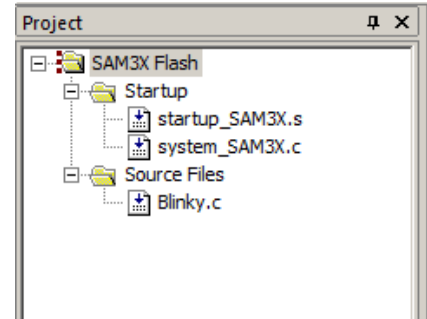 Project
SAM3X Flash
Startup
startup_SAM3X.s
system_SAM3X.c
Source Files
Blinky.c